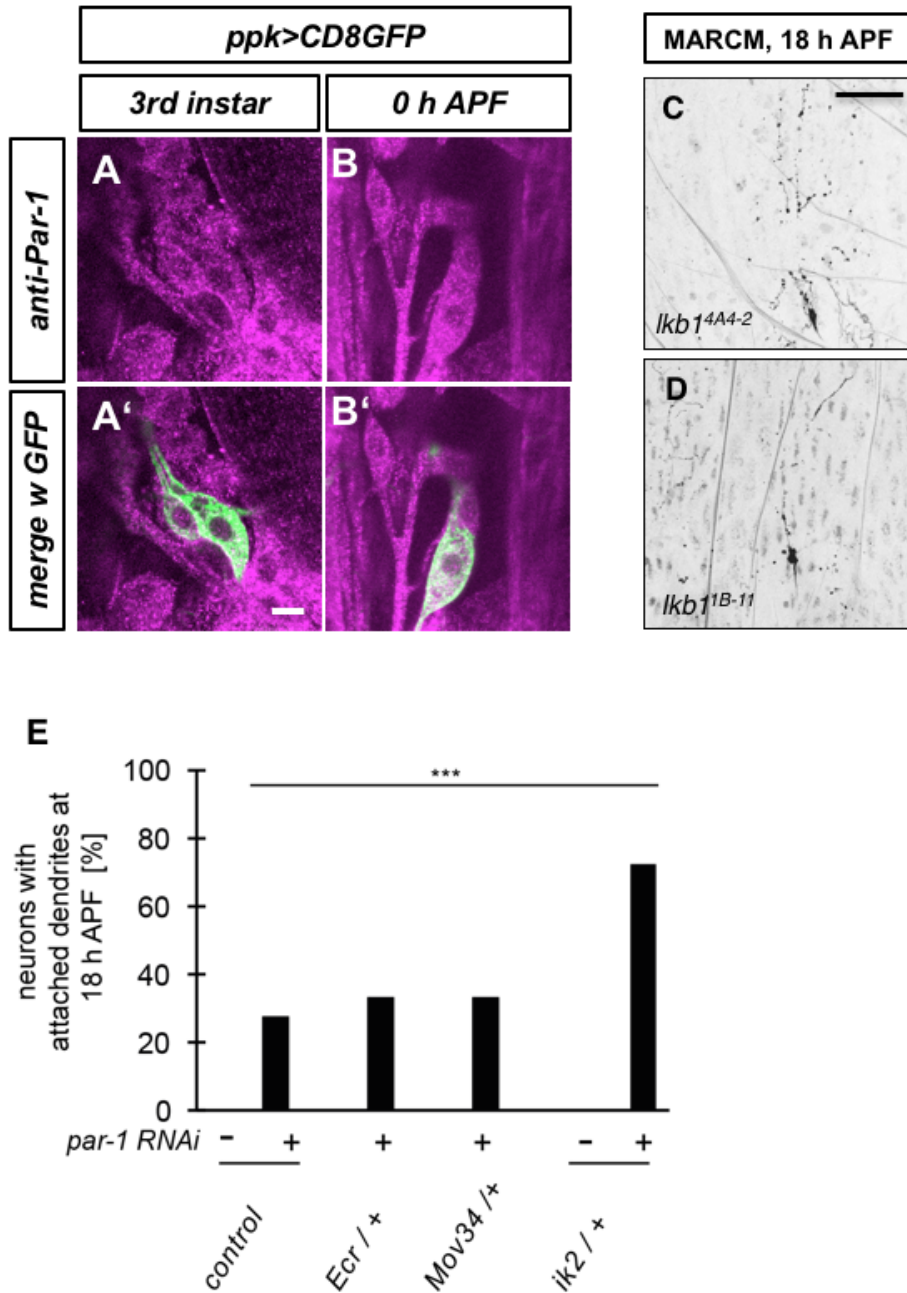 ppk>CD8GFP
MARCM, 18 h APF
3rd instar
0 h APF
anti-Par-1
A
B
C
lkb1^4A4-2
merge w GFP
A‘
B‘
D
lkb1^1B-11
E
neurons with
attached dendrites at
18 h APF [%]
100
80
60
40
20
0
***
par-1 RNAi - + + + - +
control
Ecr / +
Mov34 /+
ik2 / +